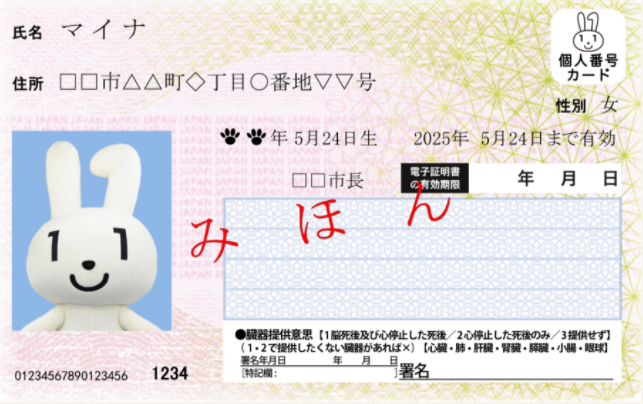 氏名 マイナ
個人番号
カード
住所 □□市△△町◇丁目○番地▽▽号
性別 女
年 5月24日生 2025年 5月24日まで有効
□□市長 電子証明書
の有効期限 年 月 日
みほん
1 1
●臓器提供意思【1脳死後及び心停止した死後/2心停止した死後のみ/3提供せず】
(1・2で提供したくない臓器があれば×)【心臓・肺・肝臓・腎臓・膵臓・小腸・眼球】
署名年月日 年 月 日
[特記欄: ]署名
01234567890123456 1234